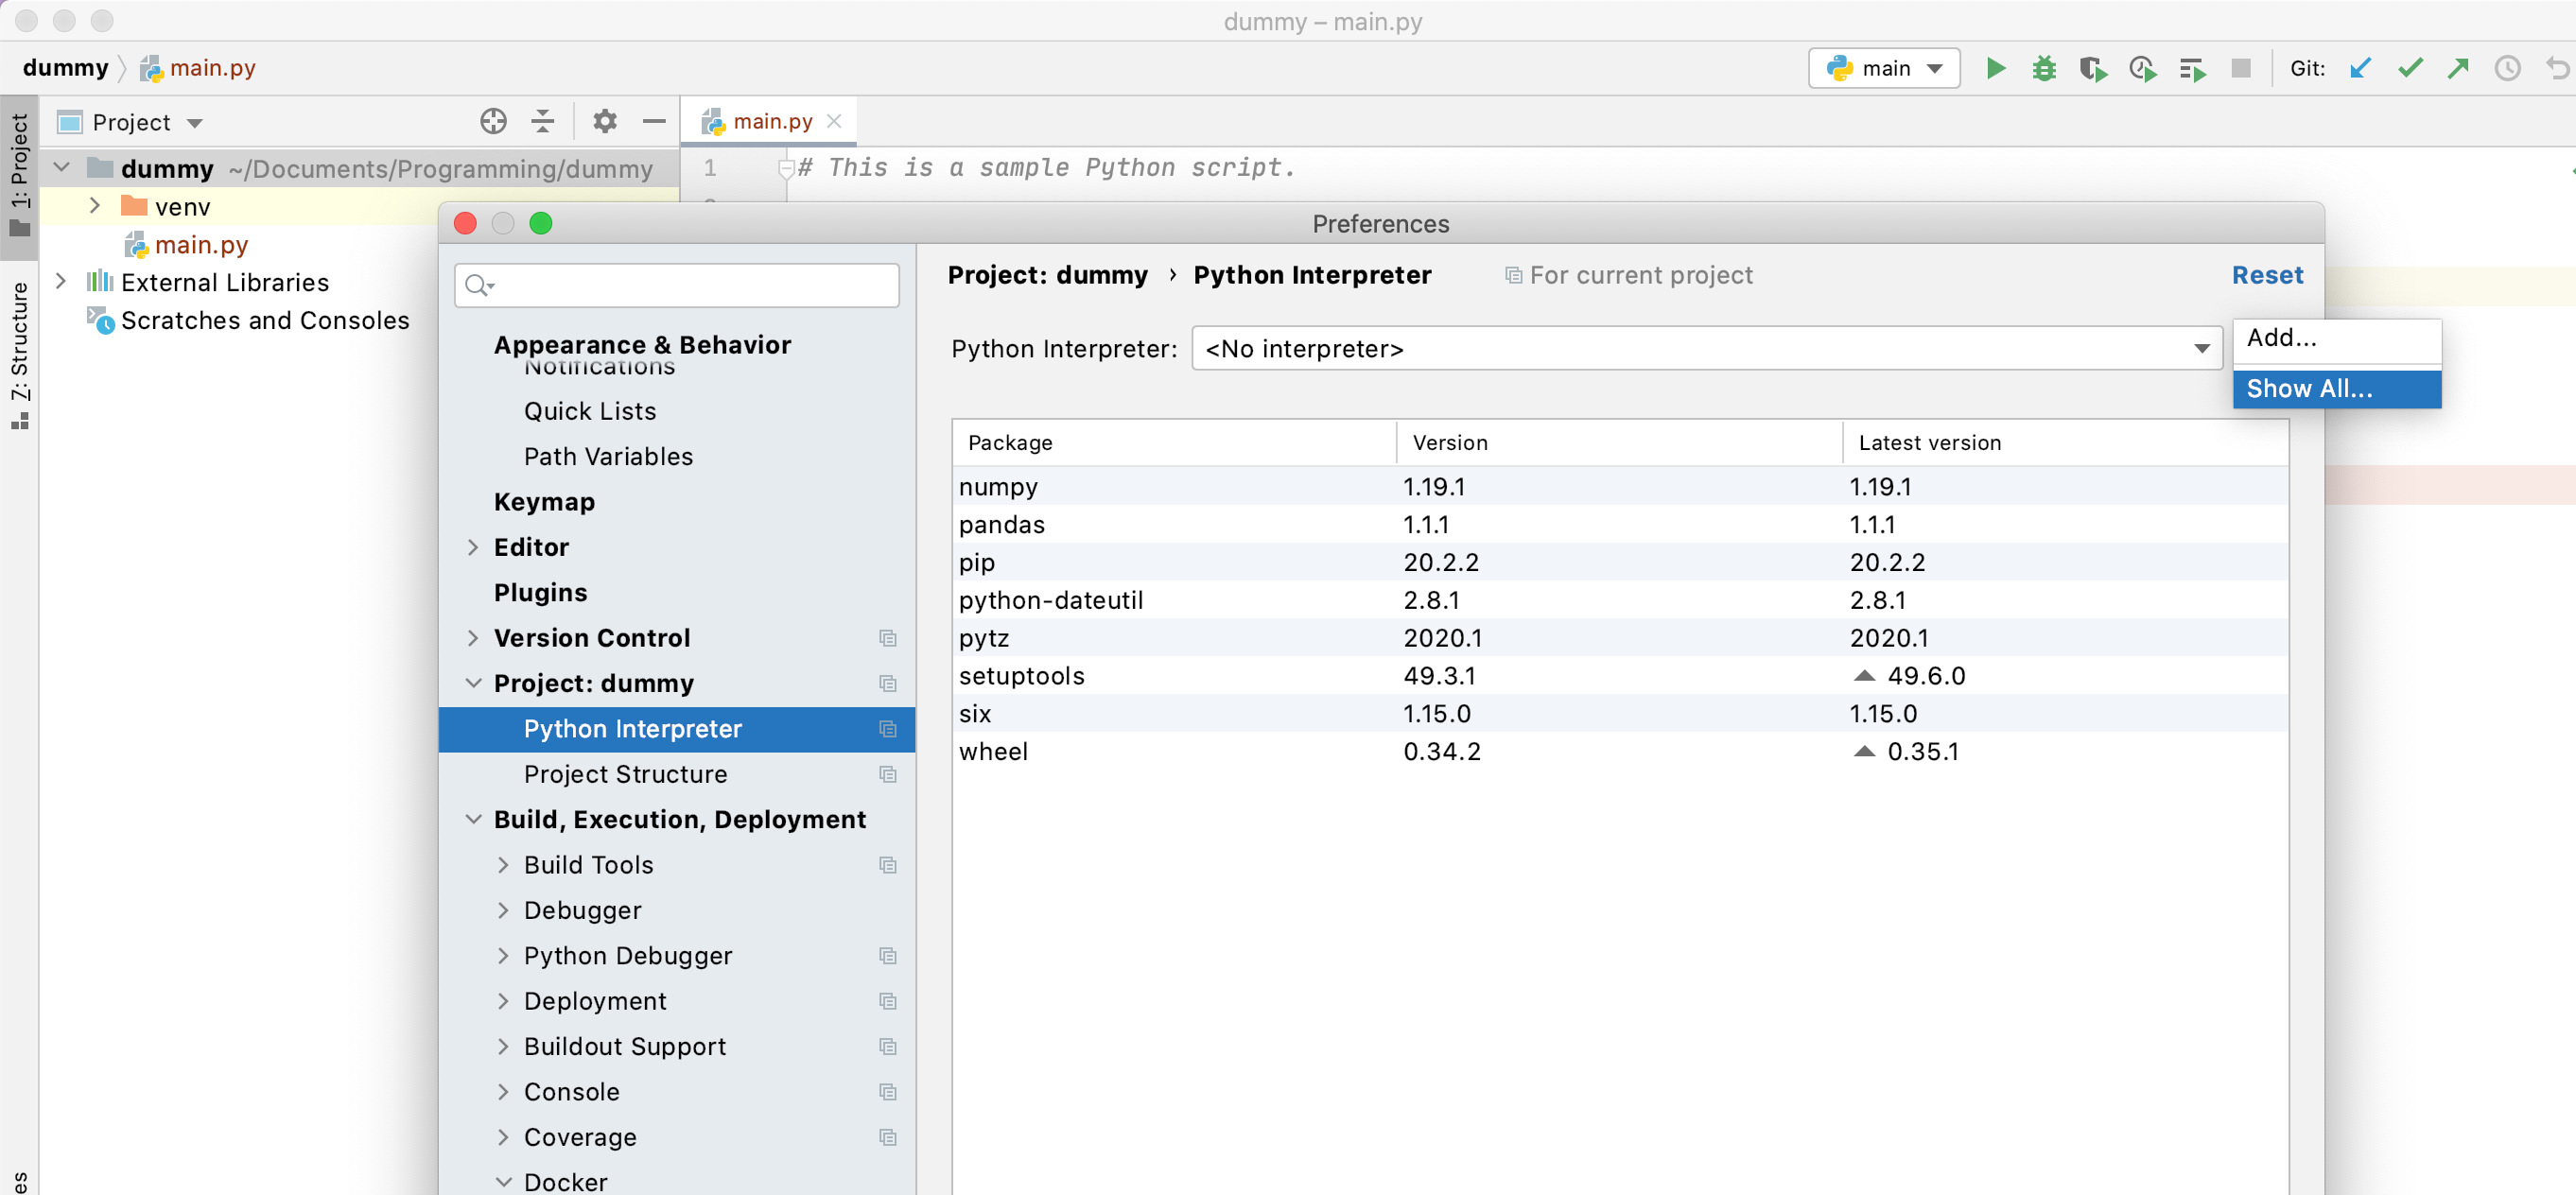 dummy – main.py
dummy main.py
main
Git:
1: Project
Project
main.py
dummy ~/Documents/Programming/dummy
1 # This is a sample Python script.
venv
main.py
External Libraries
Scratches and Consoles
Z: Structure
Preferences
Project: dummy › Python Interpreter For current project Reset
Python Interpreter: <No interpreter>
Add...
Show All...
Appearance & Behavior
Notifications
Quick Lists
Path Variables
Keymap
Editor
Plugins
Version Control
Project: dummy
Python Interpreter
Project Structure
Build, Execution, Deployment
Build Tools
Debugger
Python Debugger
Deployment
Buildout Support
Console
Coverage
Docker
Package Version Latest version
numpy 1.19.1 1.19.1
pandas 1.1.1 1.1.1
pip 20.2.2 20.2.2
python-dateutil 2.8.1 2.8.1
pytz 2020.1 2020.1
setuptools 49.3.1 49.6.0
six 1.15.0 1.15.0
wheel 0.34.2 0.35.1